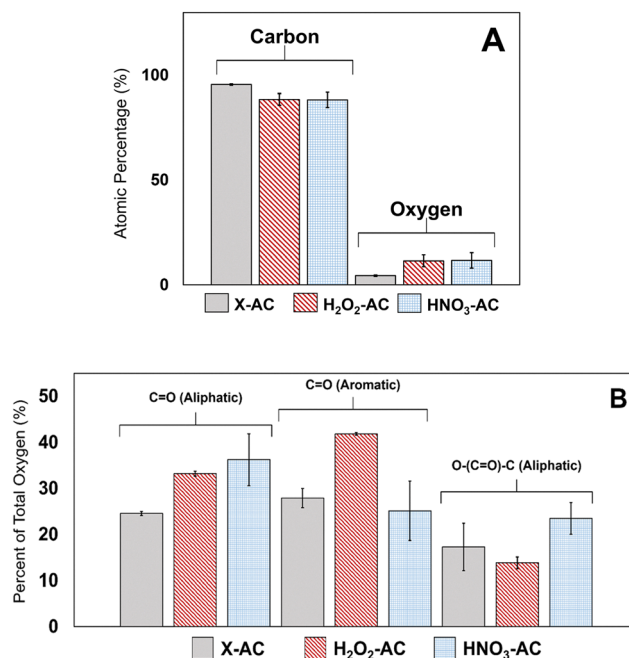 A
Carbon
Atomic Percentage (%)
100
50
0
Oxygen
X-AC H₂O₂-AC HNO₃-AC
B
Percent of Total Oxygen (%)
50
40
30
20
10
0
C=O (Aliphatic)
C=O (Aromatic)
O-(C=O)-C (Aliphatic)
X-AC H₂O₂-AC HNO₃-AC